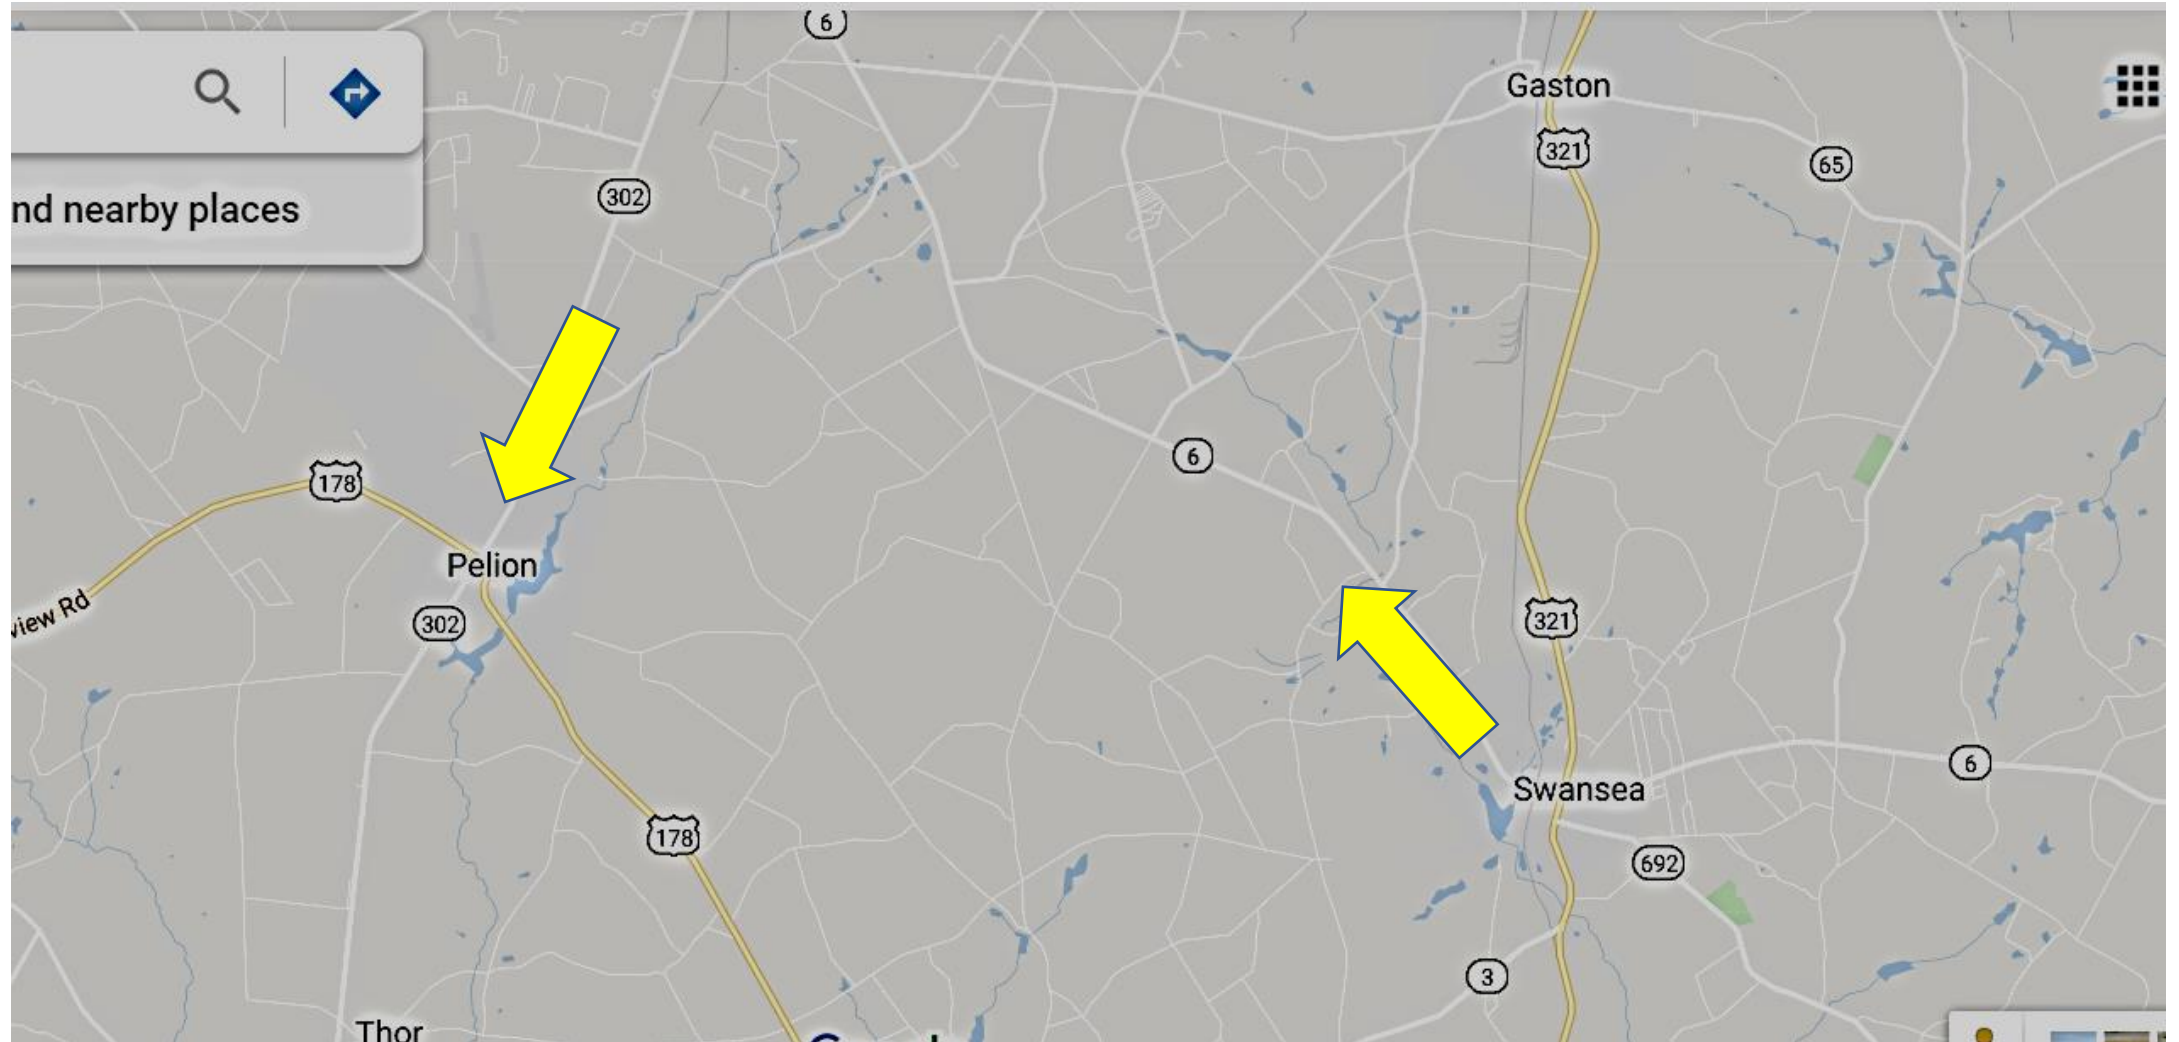 6
Gaston
321
65
302
nd nearby places
6
178
Pelion
view Rd
302
321
Swansea
6
178
692
3
Thor